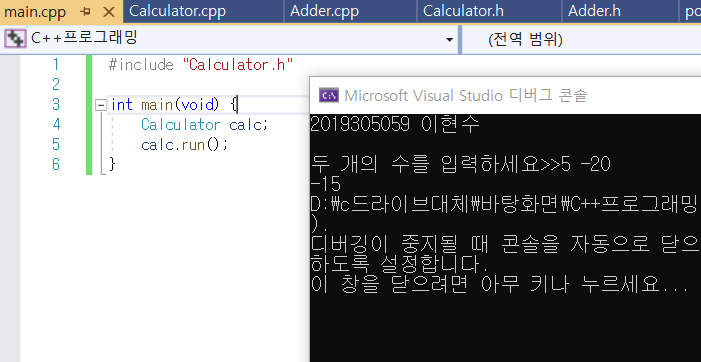 main.cpp Calculator.cpp Adder.cpp Calculator.h Adder.h
C++프로그래밍 (전역 범위)
1 #include "Calculator.h"
2
3 int main(void) {
4 Calculator calc;
5 calc.run();
6 }
Microsoft Visual Studio 디버그 콘솔
2019305059 이현수
두 개의 수를 입력하세요>>5 -20
-15
D:₩c드라이브대체₩바탕화면₩C++프로그래밍
).
디버깅이 중지될 때 콘솔을 자동으로 닫으
하도록 설정합니다.
이 창을 닫으려면 아무 키나 누르세요...